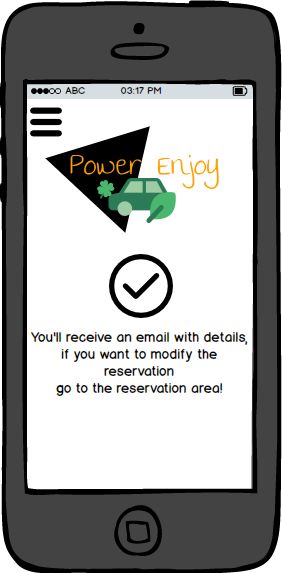 ABC 03:17 PM
Power Enjoy
You'll receive an email with details,
if you want to modify the
reservation
go to the reservation area!